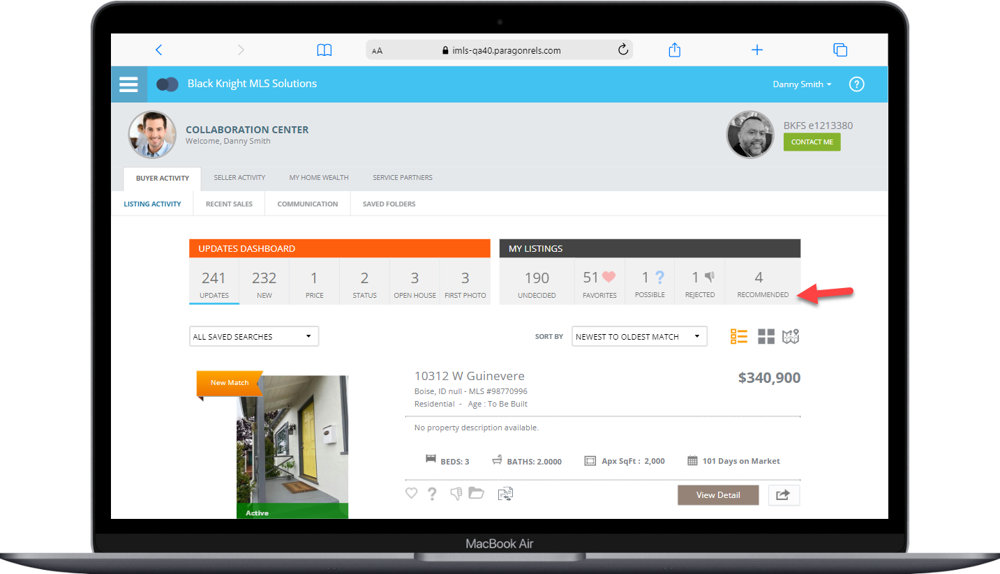 AA
imls-qa40.paragonrels.com
Black Knight MLS Solutions
Danny Smith
?
COLLABORATION CENTER
Welcome, Danny Smith
BKFS e1213380
CONTACT ME
BUYER ACTIVITY
SELLER ACTIVITY
MY HOME WEALTH
SERVICE PARTNERS
LISTING ACTIVITY
RECENT SALES
COMMUNICATION
SAVED FOLDERS
UPDATES DASHBOARD
241 232 1 2 3 3
UPDATES NEW PRICE STATUS OPEN HOUSE FIRST PHOTO
MY LISTINGS
190 51 1 ? 1 4
UNDECIDED FAVORITES POSSIBLE REJECTED RECOMMENDED
ALL SAVED SEARCHES
SORT BY NEWEST TO OLDEST MATCH
New Match
Active
10312 W Guinevere
$340,900
Boise, ID null - MLS #98770996
Residential - Age : To Be Built
No property description available.
BEDS: 3 BATHS: 2.0000 Apx SqFt : 2,000 101 Days on Market
? View Detail
MacBook Air